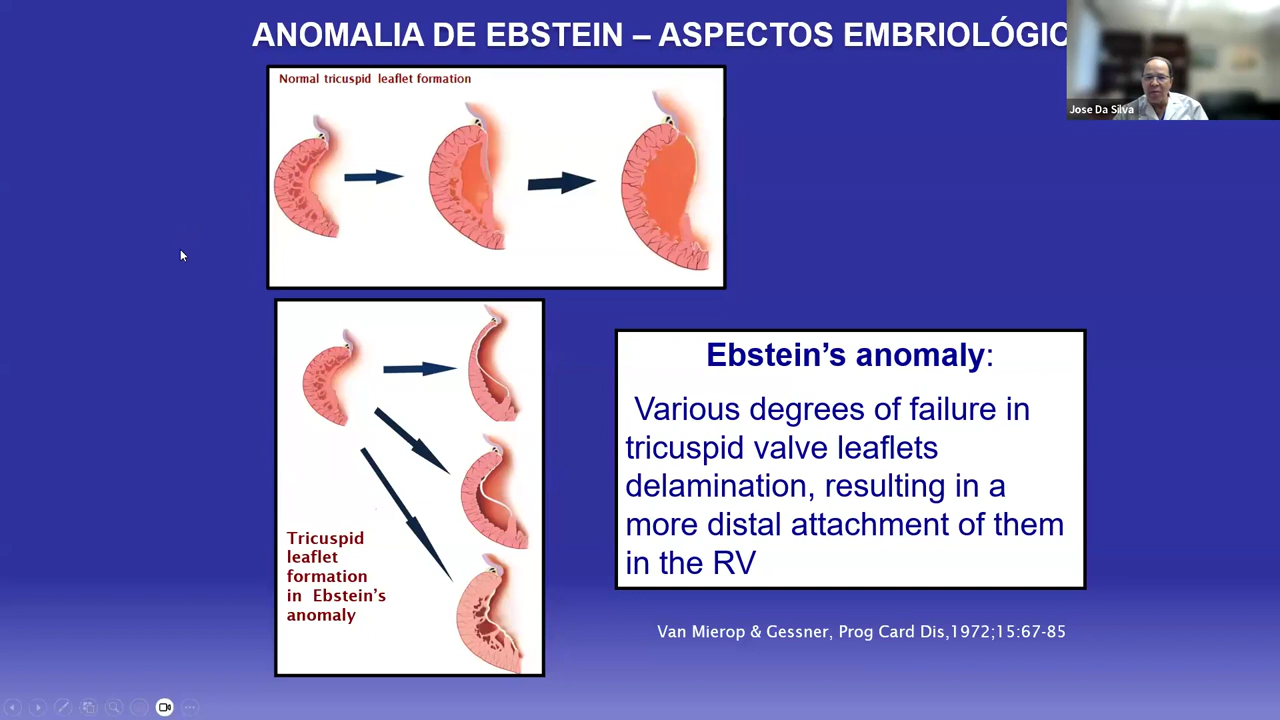 ANOMALIA DE EBSTEIN – ASPECTOS EMBRIOLÓGIC
Jose Da Silva
Normal tricuspid leaflet formation
Tricuspid
leaflet
formation
in Ebstein's
anomaly
Ebstein's anomaly:
Various degrees of failure in
tricuspid valve leaflets
delamination, resulting in a
more distal attachment of them
in the RV
Van Mierop & Gessner, Prog Card Dis,1972;15:67-85